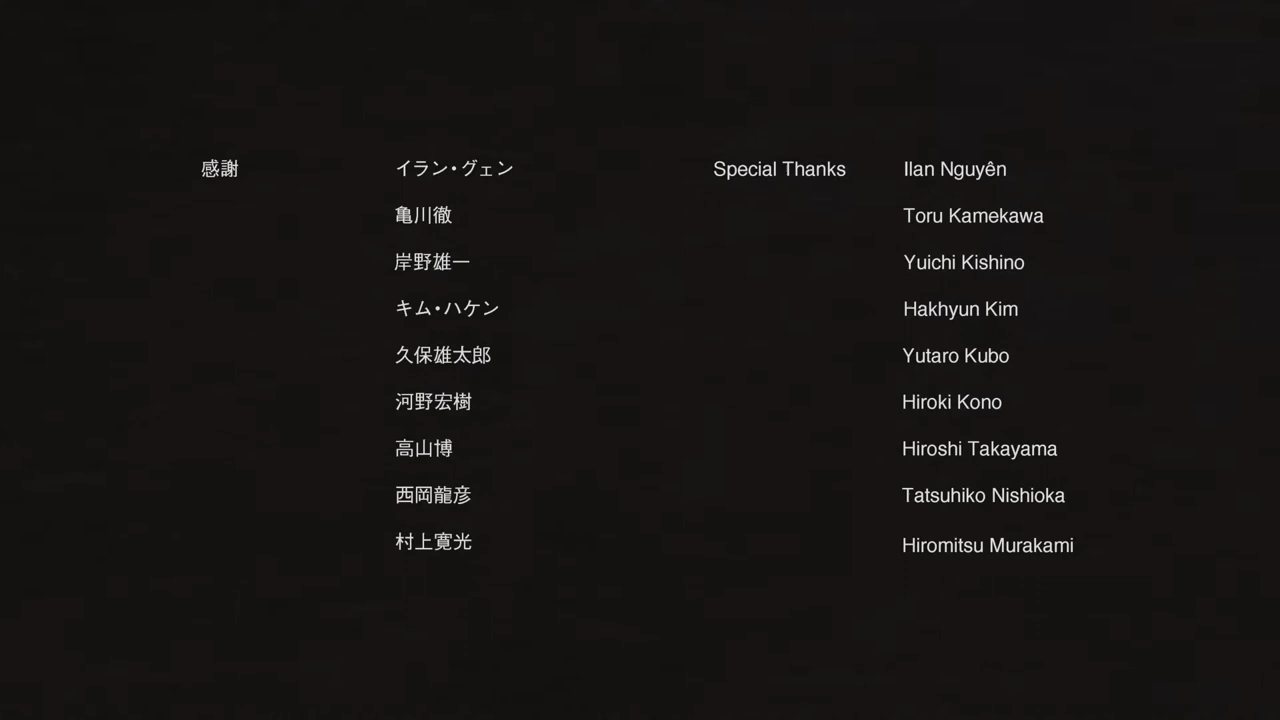 感謝 イラン・グェン Special Thanks Ilan Nguyên
亀川徹 Toru Kamekawa
岸野雄一 Yuichi Kishino
キム・ハケン Hakhyun Kim
久保雄太郎 Yutaro Kubo
河野宏樹 Hiroki Kono
高山博 Hiroshi Takayama
西岡龍彦 Tatsuhiko Nishioka
村上寛光 Hiromitsu Murakami